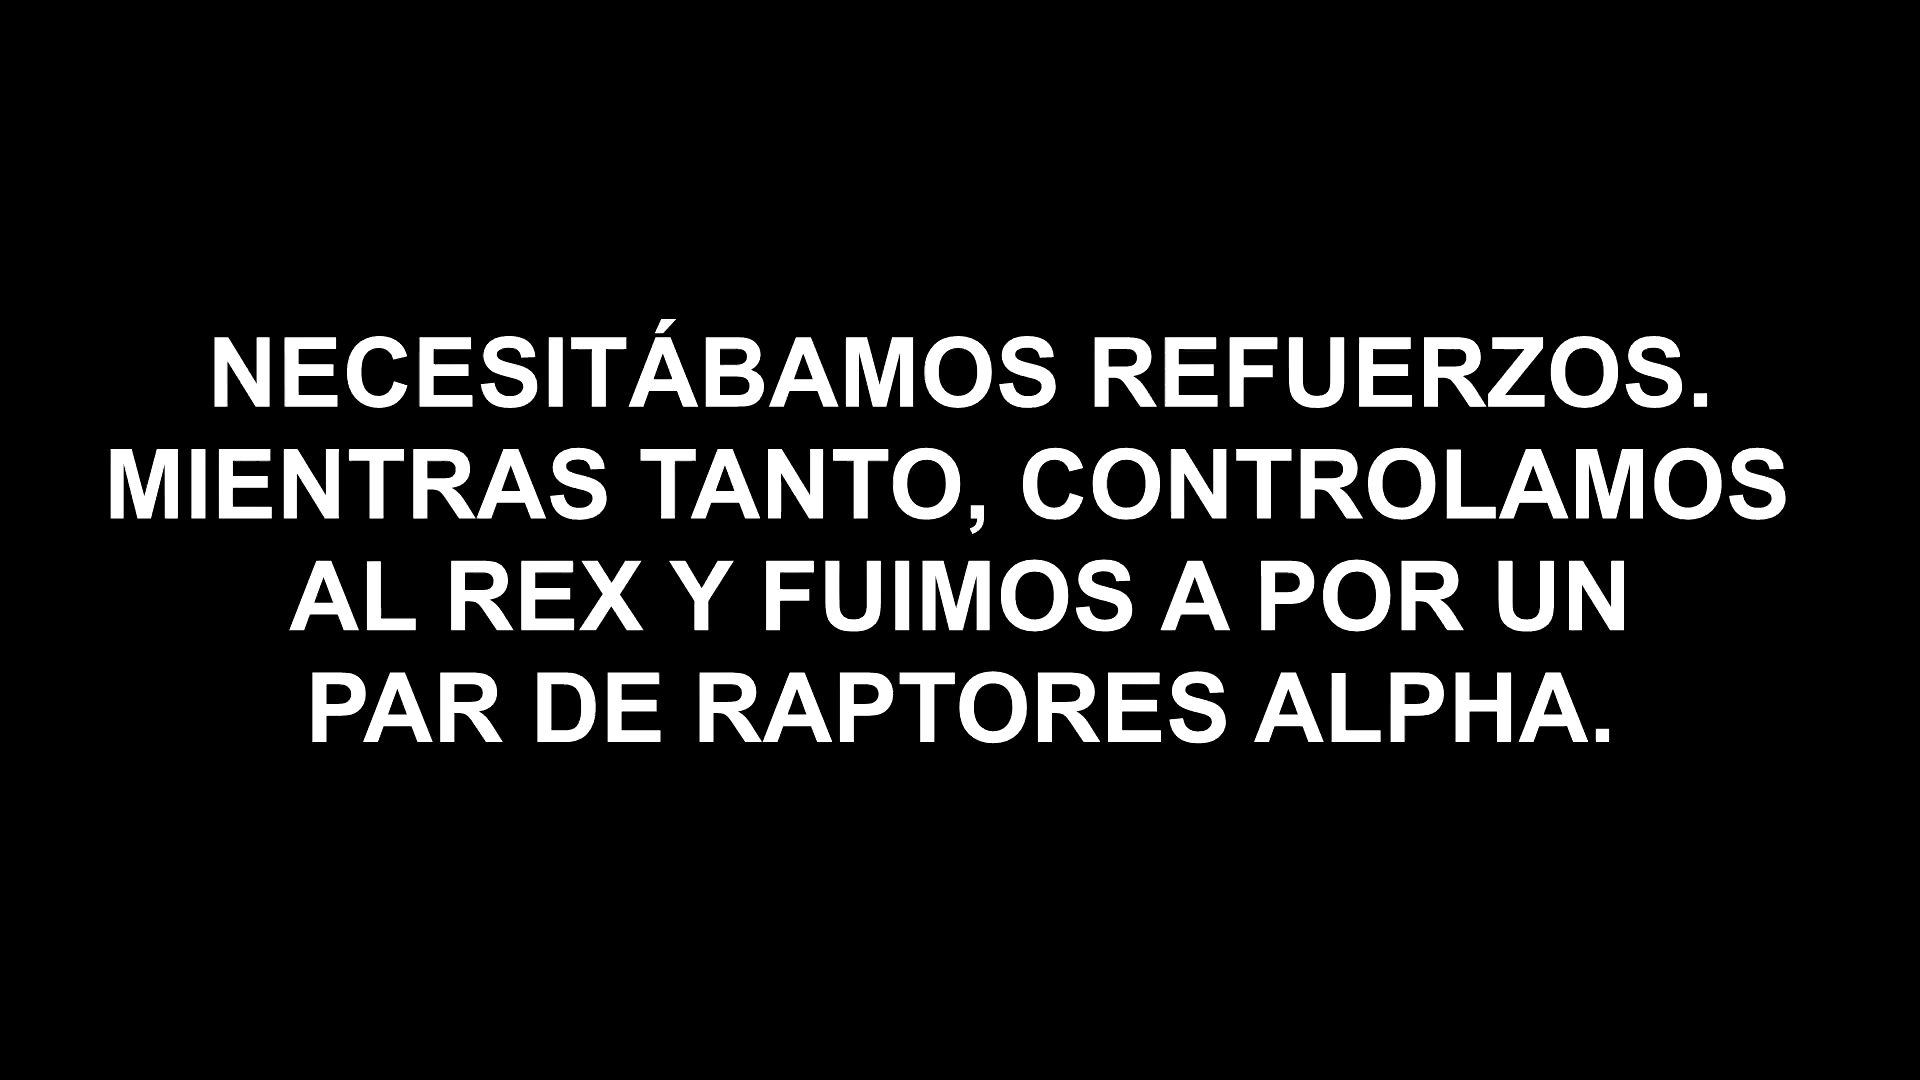 NECESITÁBAMOS REFUERZOS.
MIENTRAS TANTO, CONTROLAMOS
AL REX Y FUIMOS A POR UN
PAR DE RAPTORES ALPHA.